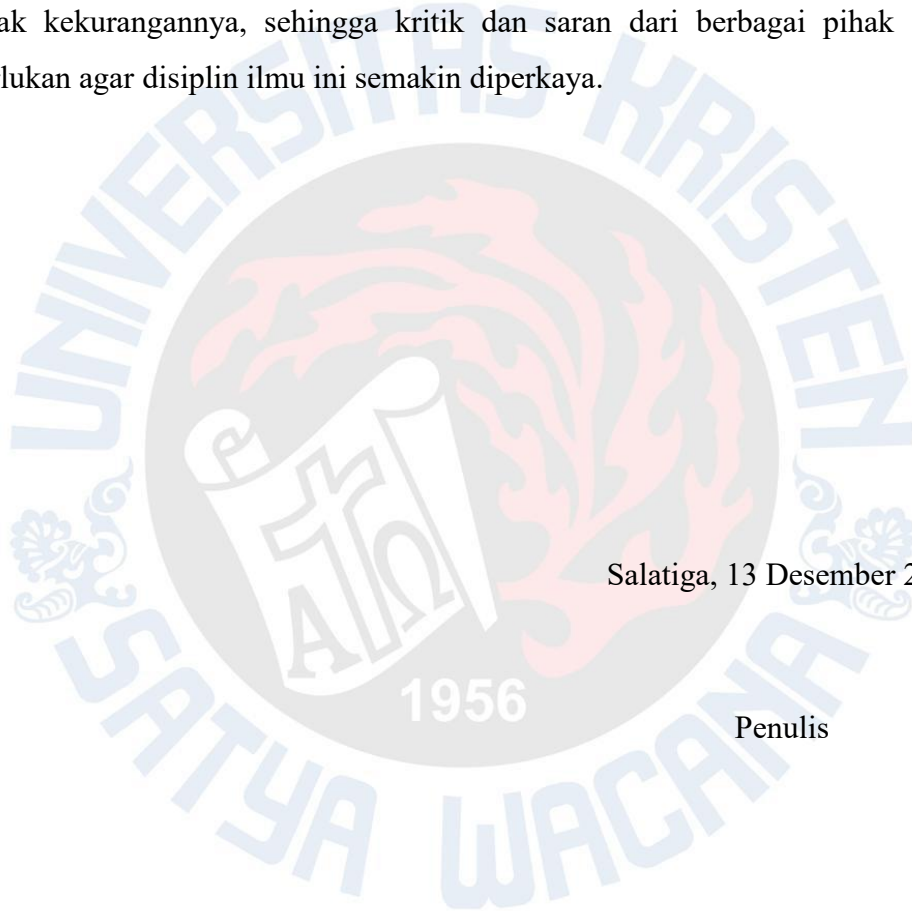 ak kekurangannya, sehingga kritik dan saran dari berbagai pihak
lukan agar disiplin ilmu ini semakin diperkaya.
UNIVERSITAS KRISTEN
Salatiga, 13 Desember 2
ΑΩ
1956
Penulis
SATYA WACANA